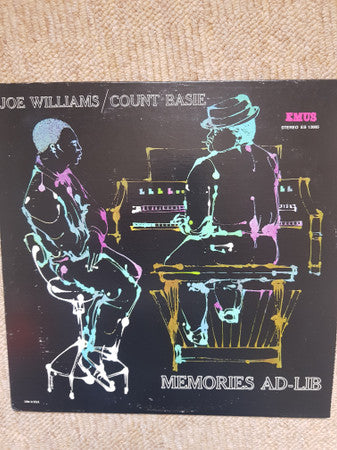 JOE WILLIAMS/COUNT BASIE
EMUS
MEMORIES AD-LIB